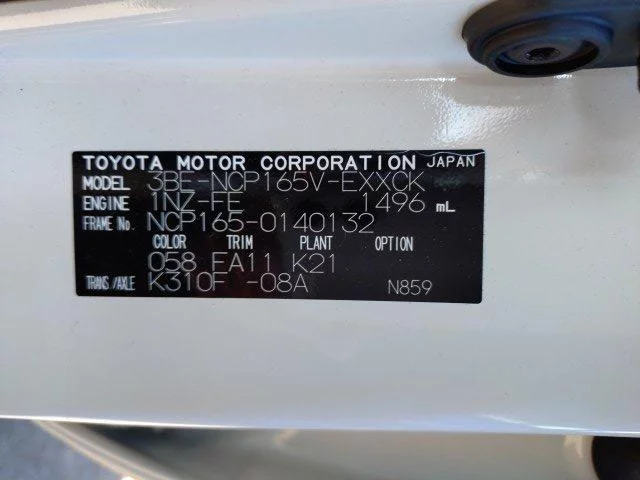 TOYOTA MOTOR CORPORATION JAPAN
MODEL 3BE-NCP165V-EXXCK
ENGINE 1NZ-FE 1496 mL
FRAME No. NCP165-0140132
COLOR TRIM PLANT OPTION
058 FA11 K21
TRANS/AXLE K310F -08A N859